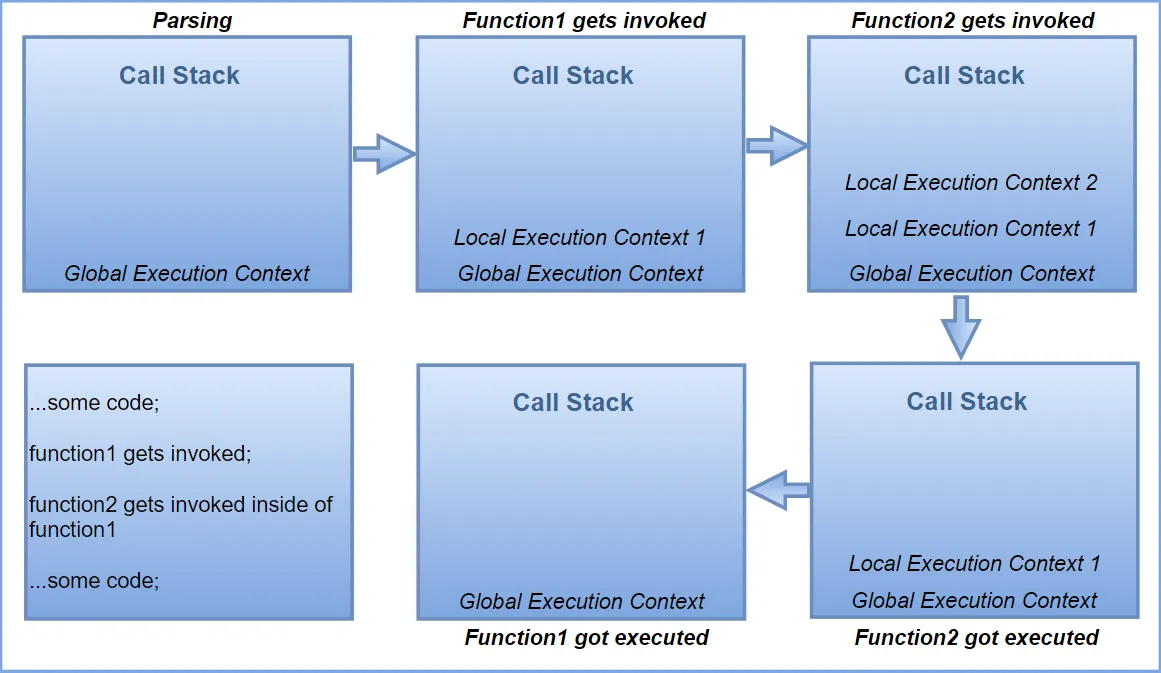 Parsing
Call Stack
Global Execution Context
Function1 gets invoked
Call Stack
Local Execution Context 1
Global Execution Context
Function2 gets invoked
Call Stack
Local Execution Context 2
Local Execution Context 1
Global Execution Context
Call Stack
Local Execution Context 1
Global Execution Context
Function2 got executed
Call Stack
Global Execution Context
Function1 got executed
...some code;
function1 gets invoked;
function2 gets invoked inside of
function1
...some code;